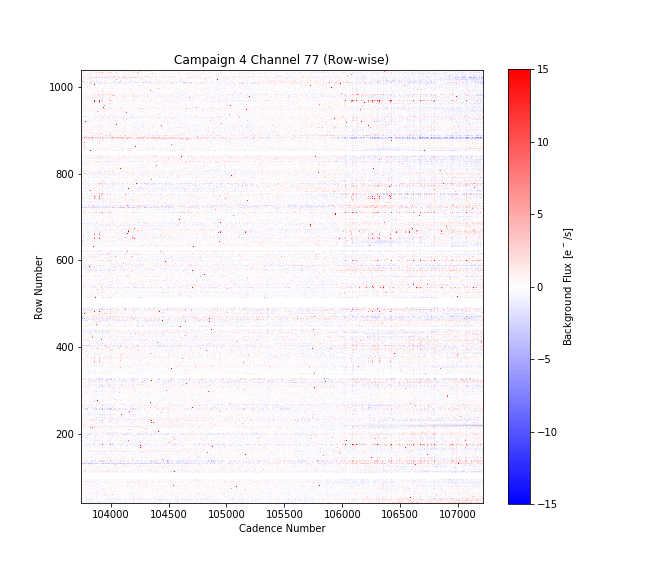 Campaign 4 Channel 77 (Row-wise)
1000
800
600
400
200
Row Number
104000 104500 105000 105500 106000 106500 107000
Cadence Number
15
10
5
0
−5
−10
−15
Background Flux [e⁻/s]